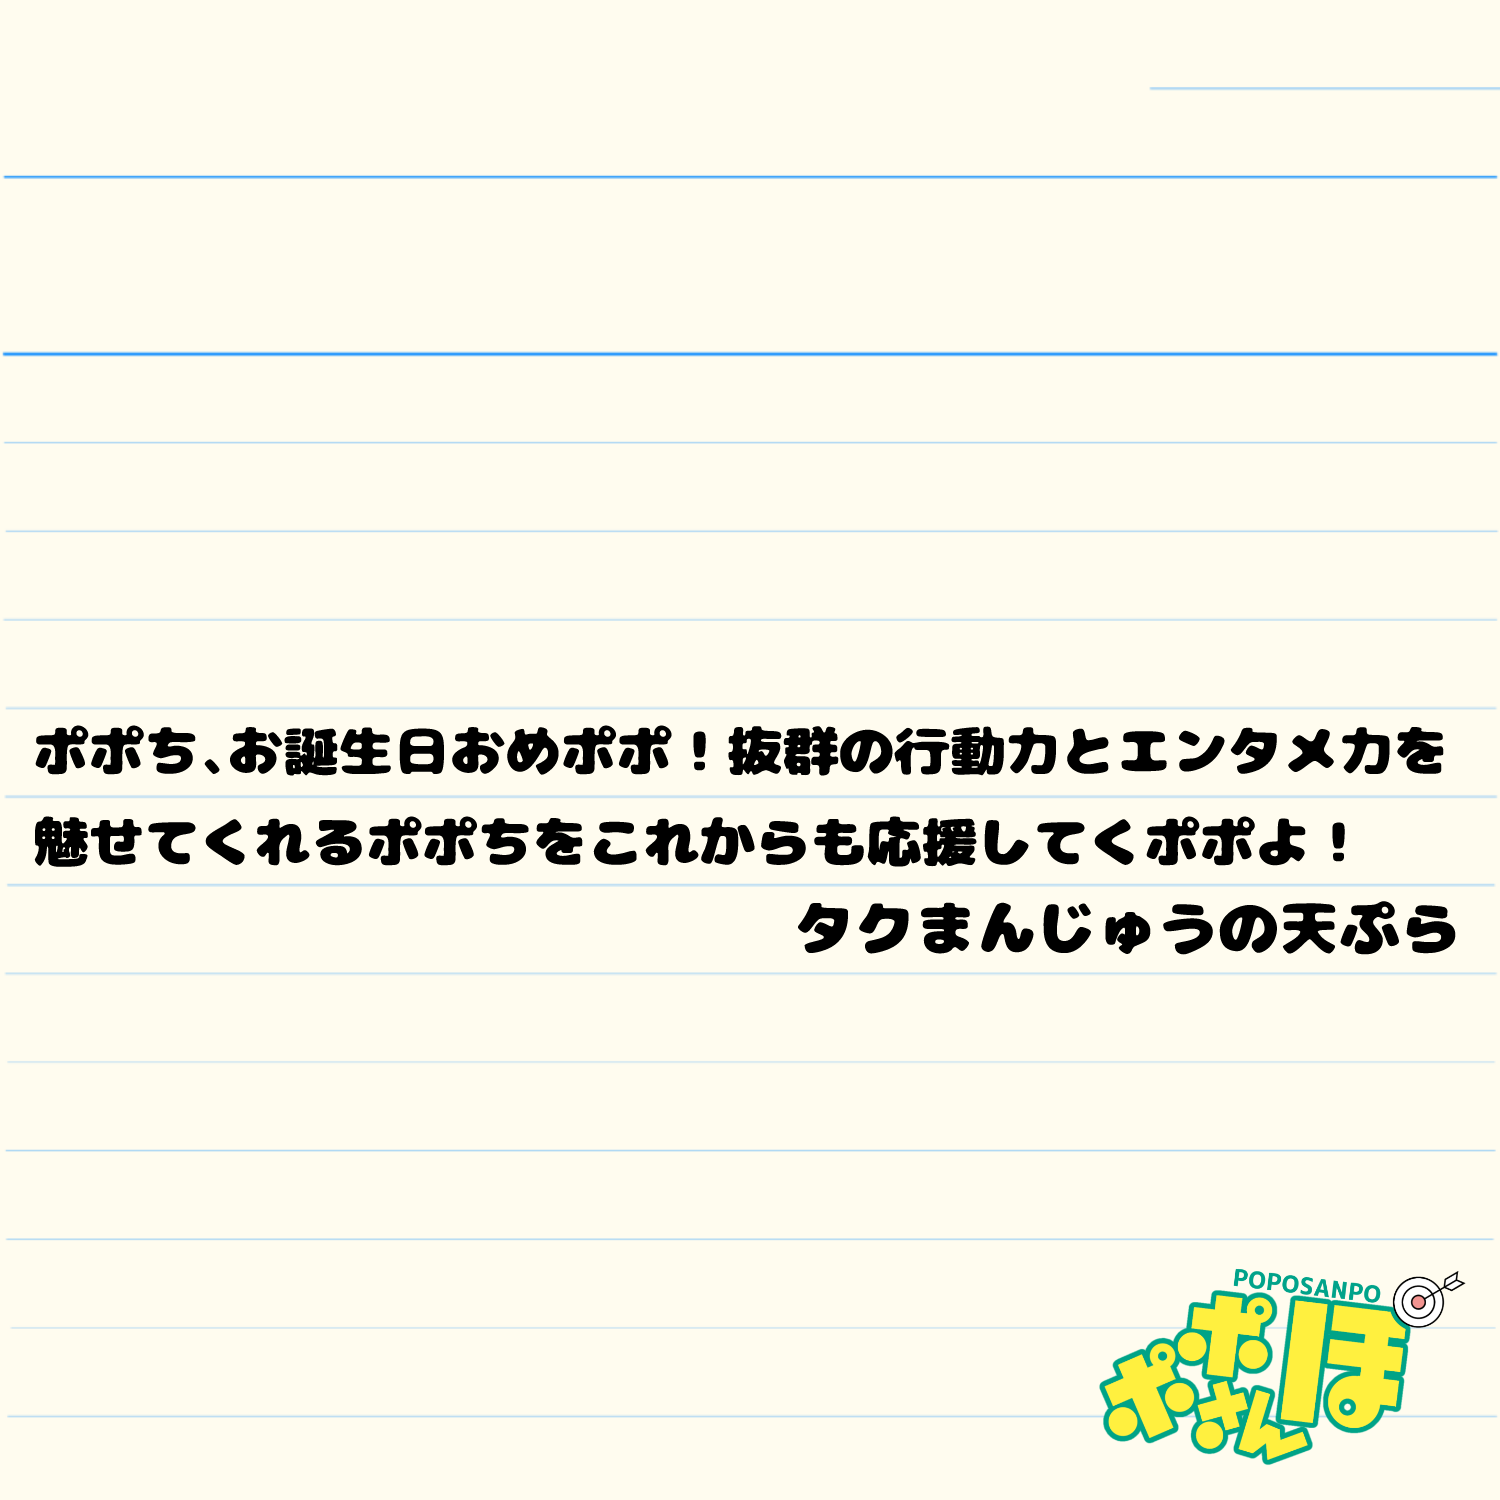 ポポち、お誕生日おめポポ！抜群の行動力とエンタメ力を
魅せてくれるポポちをこれからも応援してくポポよ！
タクまんじゅうの天ぷら
POPOSANPO
ポポさんぽ